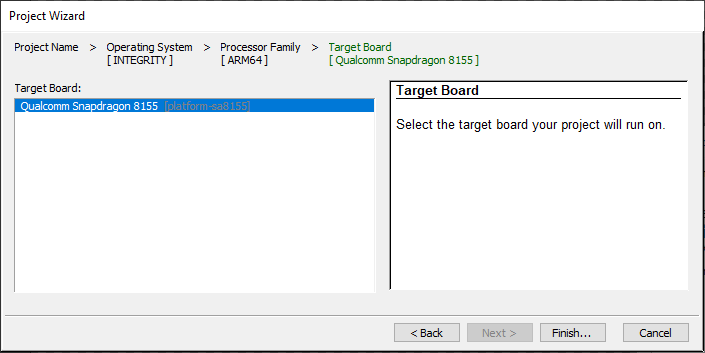 Project Wizard
Project Name > Operating System > Processor Family > Target Board
[ INTEGRITY ] [ ARM64 ] [ Qualcomm Snapdragon 8155 ]
Target Board:
Qualcomm Snapdragon 8155 [platform-sa8155]
Target Board
Select the target board your project will run on.
< Back Next > Finish... Cancel